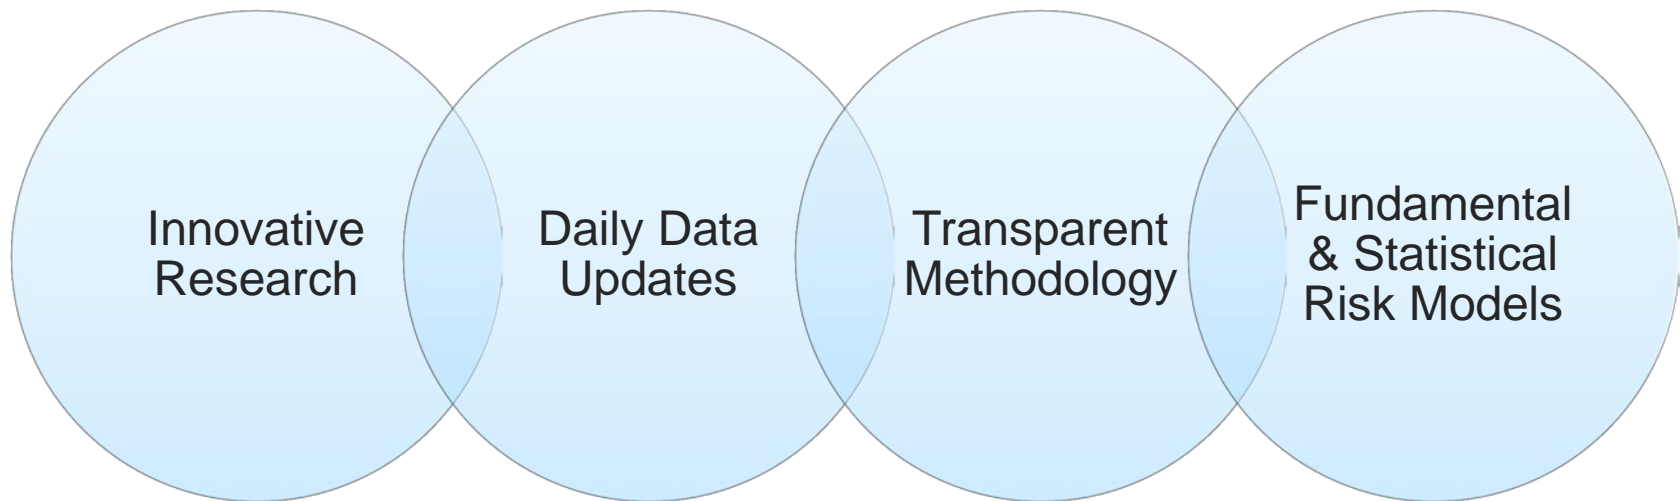 Innovative
Research
Daily Data
Updates
Transparent
Methodology
Fundamental
& Statistical
Risk Models